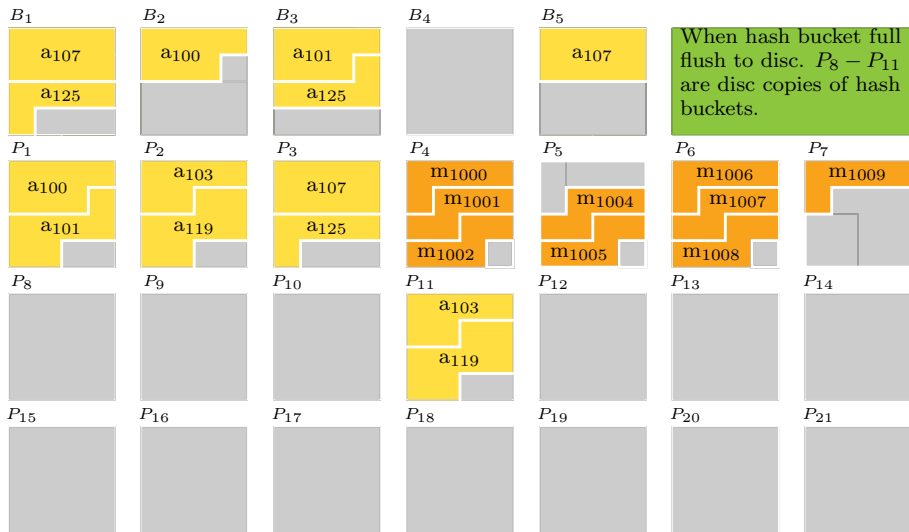 B₁ B₂ B₃ B₄ B₅
a₁₀₇ a₁₀₀ a₁₀₁ a₁₀₇
a₁₂₅ a₁₂₅
When hash bucket full
flush to disc. P₈ − P₁₁
are disc copies of hash
buckets.
P₁ P₂ P₃ P₄ P₅ P₆ P₇
a₁₀₀ a₁₀₃ a₁₀₇ m₁₀₀₀ m₁₀₀₆ m₁₀₀₉
m₁₀₀₁ m₁₀₀₄ m₁₀₀₇
a₁₀₁ a₁₁₉ a₁₂₅
m₁₀₀₂ m₁₀₀₅ m₁₀₀₈
P₈ P₉ P₁₀ P₁₁ P₁₂ P₁₃ P₁₄
a₁₀₃
a₁₁₉
P₁₅ P₁₆ P₁₇ P₁₈ P₁₉ P₂₀ P₂₁